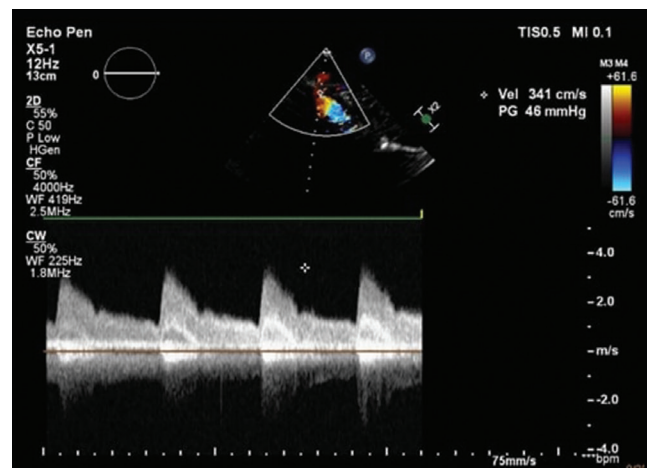 Echo Pen
X5-1
12Hz
13cm
0
2D
55%
C 50
P Low
HGen
CF
50%
4000Hz
WF 419Hz
2.5MHz
CW
50%
WF 225Hz
1.8MHz
P
X2
TIS0.5 MI 0.1
M3 M4
+61.6
-61.6
cm/s
Vel 341 cm/s
PG 46 mmHg
-4.0
-2.0
-m/s
--2.0
--4.0
75mm/s
bpm